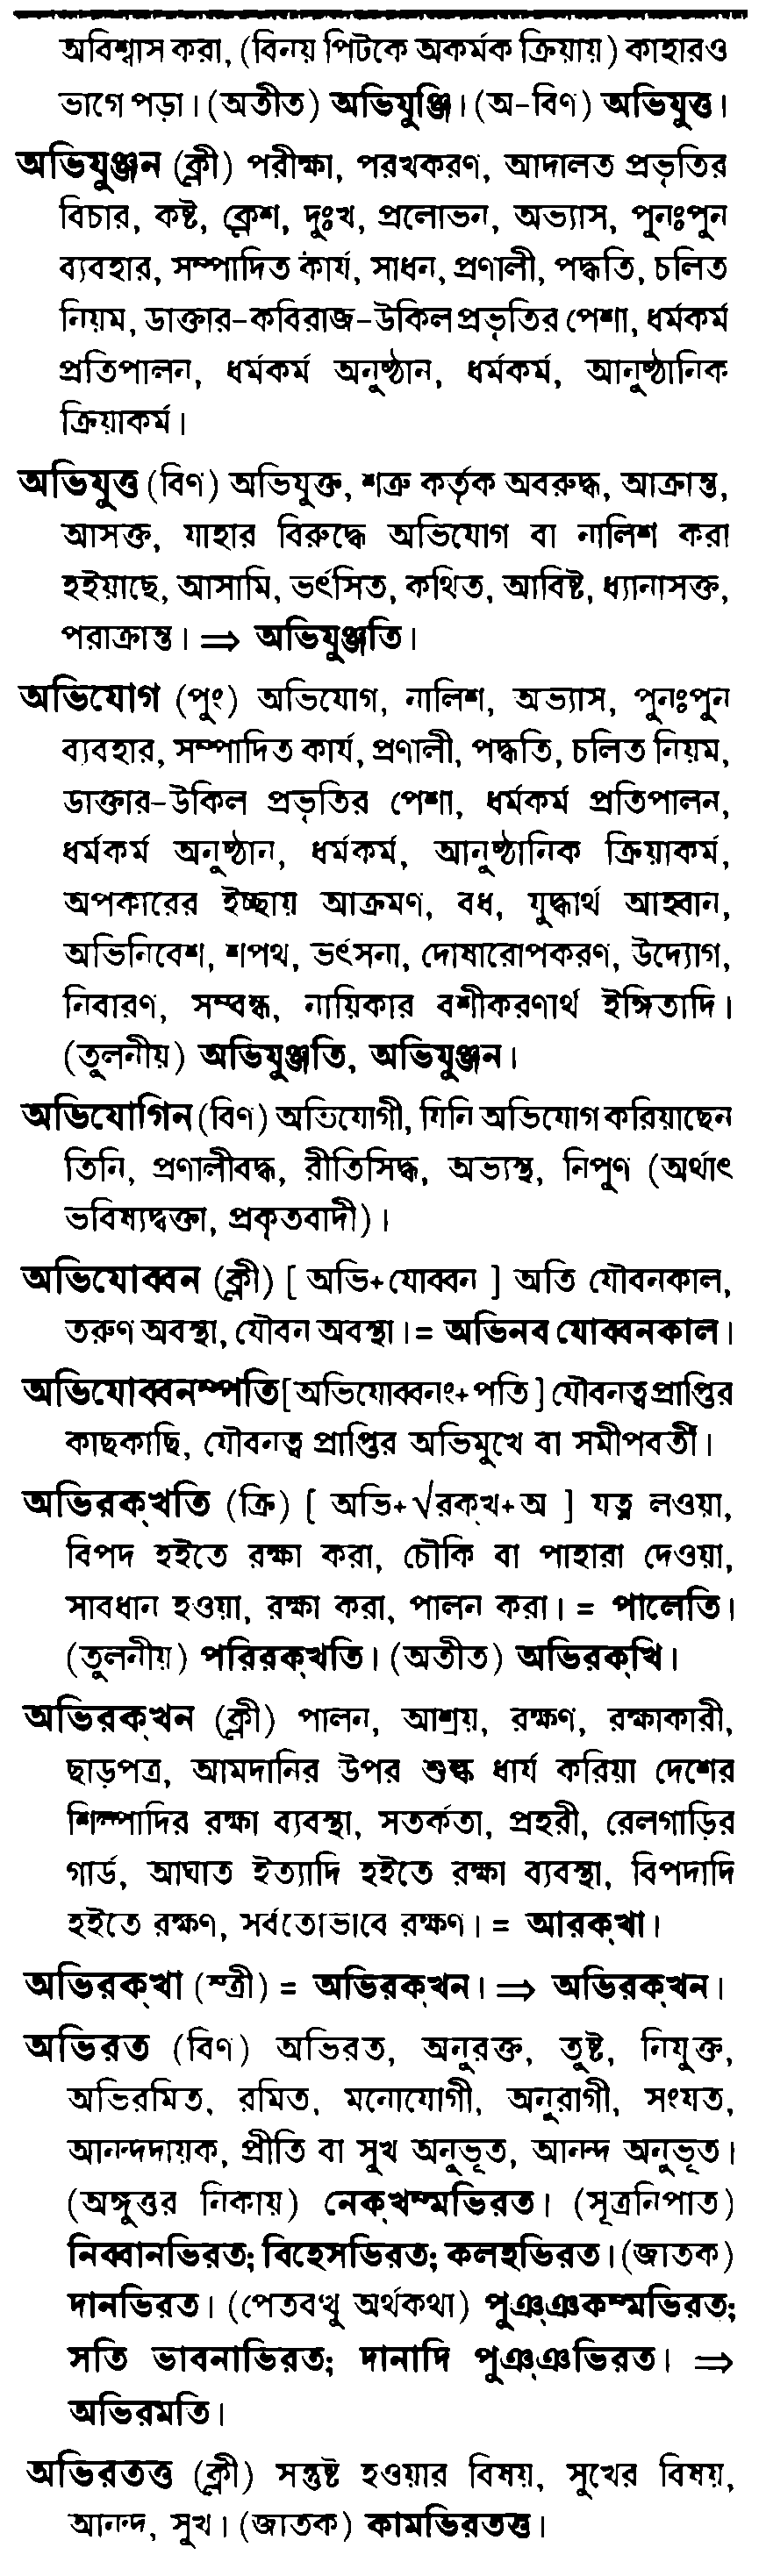 অবিশ্বাস করা, (বিনয় পিটকে অকর্মক ক্রিয়ায়) কাহারও
ভাগে পড়া। (অতীত) অভিযুঞ্জি। (অ-বিণ) অভিযুত্ত।
অভিযুঞ্জন (ক্লী) পরীক্ষা, পরখকরণ, আদালত প্রভৃতির
বিচার, কষ্ট, ক্লেশ, দুঃখ, প্রলোভন, অভ্যাস, পুনঃপুন
ব্যবহার, সম্পাদিত কার্য, সাধন, প্রণালী, পদ্ধতি, চলিত
নিয়ম, ডাক্তার-কবিরাজ-উকিল প্রভৃতির পেশা, ধর্মকর্ম
প্রতিপালন, ধর্মকর্ম অনুষ্ঠান, ধর্মকর্ম, আনুষ্ঠানিক
ক্রিয়াকর্ম।
অভিযুত্ত (বিণ) অভিযুক্ত, শত্রু কর্তৃক অবরুদ্ধ, আক্রান্ত,
আসক্ত, যাহার বিরুদ্ধে অভিযোগ বা নালিশ করা
হইয়াছে, আসামি, ভর্ৎসিত, কথিত, আবিষ্ট, ধ্যানাসক্ত,
পরাক্রান্ত। ⇒ অভিযুঞ্জতি।
অভিযোগ (পুং) অভিযোগ, নালিশ, অভ্যাস, পুনঃপুন
ব্যবহার, সম্পাদিত কার্য, প্রণালী, পদ্ধতি, চলিত নিয়ম,
ডাক্তার-উকিল প্রভৃতির পেশা, ধর্মকর্ম প্রতিপালন,
ধর্মকর্ম অনুষ্ঠান, ধর্মকর্ম, আনুষ্ঠানিক ক্রিয়াকর্ম,
অপকারের ইচ্ছায় আক্রমণ, বধ, যুদ্ধার্থ আহ্বান,
অভিনিবেশ, শপথ, ভর্ৎসনা, দোষারোপকরণ, উদ্যোগ,
নিবারণ, সম্বন্ধ, নায়িকার বশীকরণার্থ ইঙ্গিতাদি।
(তুলনীয়) অভিযুঞ্জতি, অভিযুঞ্জন।
অভিযোগিন (বিণ) অভিযোগী, যিনি অভিযোগ করিয়াছেন
তিনি, প্রণালীবদ্ধ, রীতিসিদ্ধ, অভ্যস্থ, নিপুণ (অর্থাৎ
ভবিষ্যদ্বক্তা, প্রকৃতবাদী)।
অভিযোব্বন (ক্লী) [ অভি+যোব্বন ] অতি যৌবনকাল,
তরুণ অবস্থা, যৌবন অবস্থা। = অভিনব যোব্বনকাল।
অভিযোব্বনম্পতি [ অভিযোব্বনং+পতি ] যৌবনত্ব প্রাপ্তির
কাছকাছি, যৌবনত্ব প্রাপ্তির অভিমুখে বা সমীপবর্তী।
অভিরক্‌খতি (ক্রি) [ অভি+√রক্‌খ+অ ] যত্ন লওয়া,
বিপদ হইতে রক্ষা করা, চৌকি বা পাহারা দেওয়া,
সাবধান হওয়া, রক্ষা করা, পালন করা। = পালেতি।
(তুলনীয়) পরিরক্‌খতি। (অতীত) অভিরক্‌খি।
অভিরক্‌খন (ক্লী) পালন, আশ্রয়, রক্ষণ, রক্ষাকারী,
ছাড়পত্র, আমদানির উপর শুল্ক ধার্য করিয়া দেশের
শিল্পাদির রক্ষা ব্যবস্থা, সতর্কতা, প্রহরী, রেলগাড়ির
গার্ড, আঘাত ইত্যাদি হইতে রক্ষা ব্যবস্থা, বিপদাদি
হইতে রক্ষণ, সর্বতোভাবে রক্ষণ। = আরক্‌খা।
অভিরক্‌খা (স্ত্রী) = অভিরক্‌খন। ⇒ অভিরক্‌খন।
অভিরত (বিণ) অভিরত, অনুরক্ত, তুষ্ট, নিযুক্ত,
অভিরমিত, রমিত, মনোযোগী, অনুরাগী, সংযত,
আনন্দদায়ক, প্রীতি বা সুখ অনুভূত, আনন্দ অনুভূত।
(অঙ্গুত্তর নিকায়) নেক্‌খম্মভিরত। (সূত্রনিপাত)
নিব্বানভিরত; বিহেসভিরত; কলহভিরত। (জাতক)
দানভিরত। (পেতবত্থু অর্থকথা) পুঞ্‌ঞকম্মভিরত;
সতি ভাবনাভিরত; দানাদি পুঞ্‌ঞভিরত। ⇒
অভিরমতি।
অভিরতত্ত (ক্লী) সন্তুষ্ট হওয়ার বিষয়, সুখের বিষয়,
আনন্দ, সুখ। (জাতক) কামভিরতত্ত।